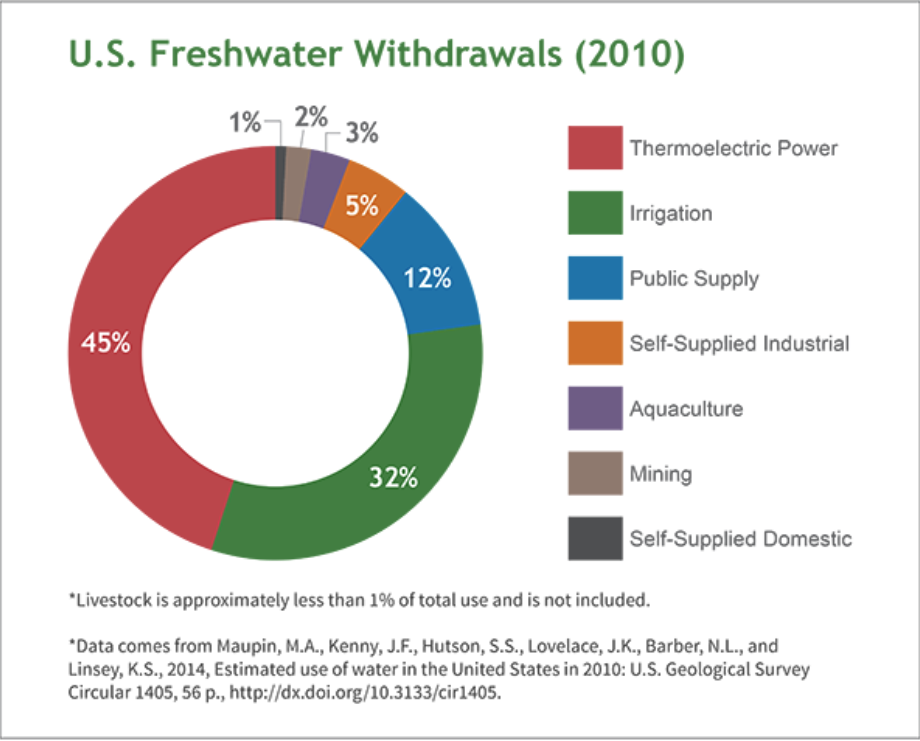 U.S. Freshwater Withdrawals (2010)
1%
2%
3%
5%
12%
45%
32%
Thermoelectric Power
Irrigation
Public Supply
Self-Supplied Industrial
Aquaculture
Mining
Self-Supplied Domestic
*Livestock is approximately less than 1% of total use and is not included.
*Data comes from Maupin, M.A., Kenny, J.F., Hutson, S.S., Lovelace, J.K., Barber, N.L., and
Linsey, K.S., 2014, Estimated use of water in the United States in 2010: U.S. Geological Survey
Circular 1405, 56 p., http://dx.doi.org/10.3133/cir1405.